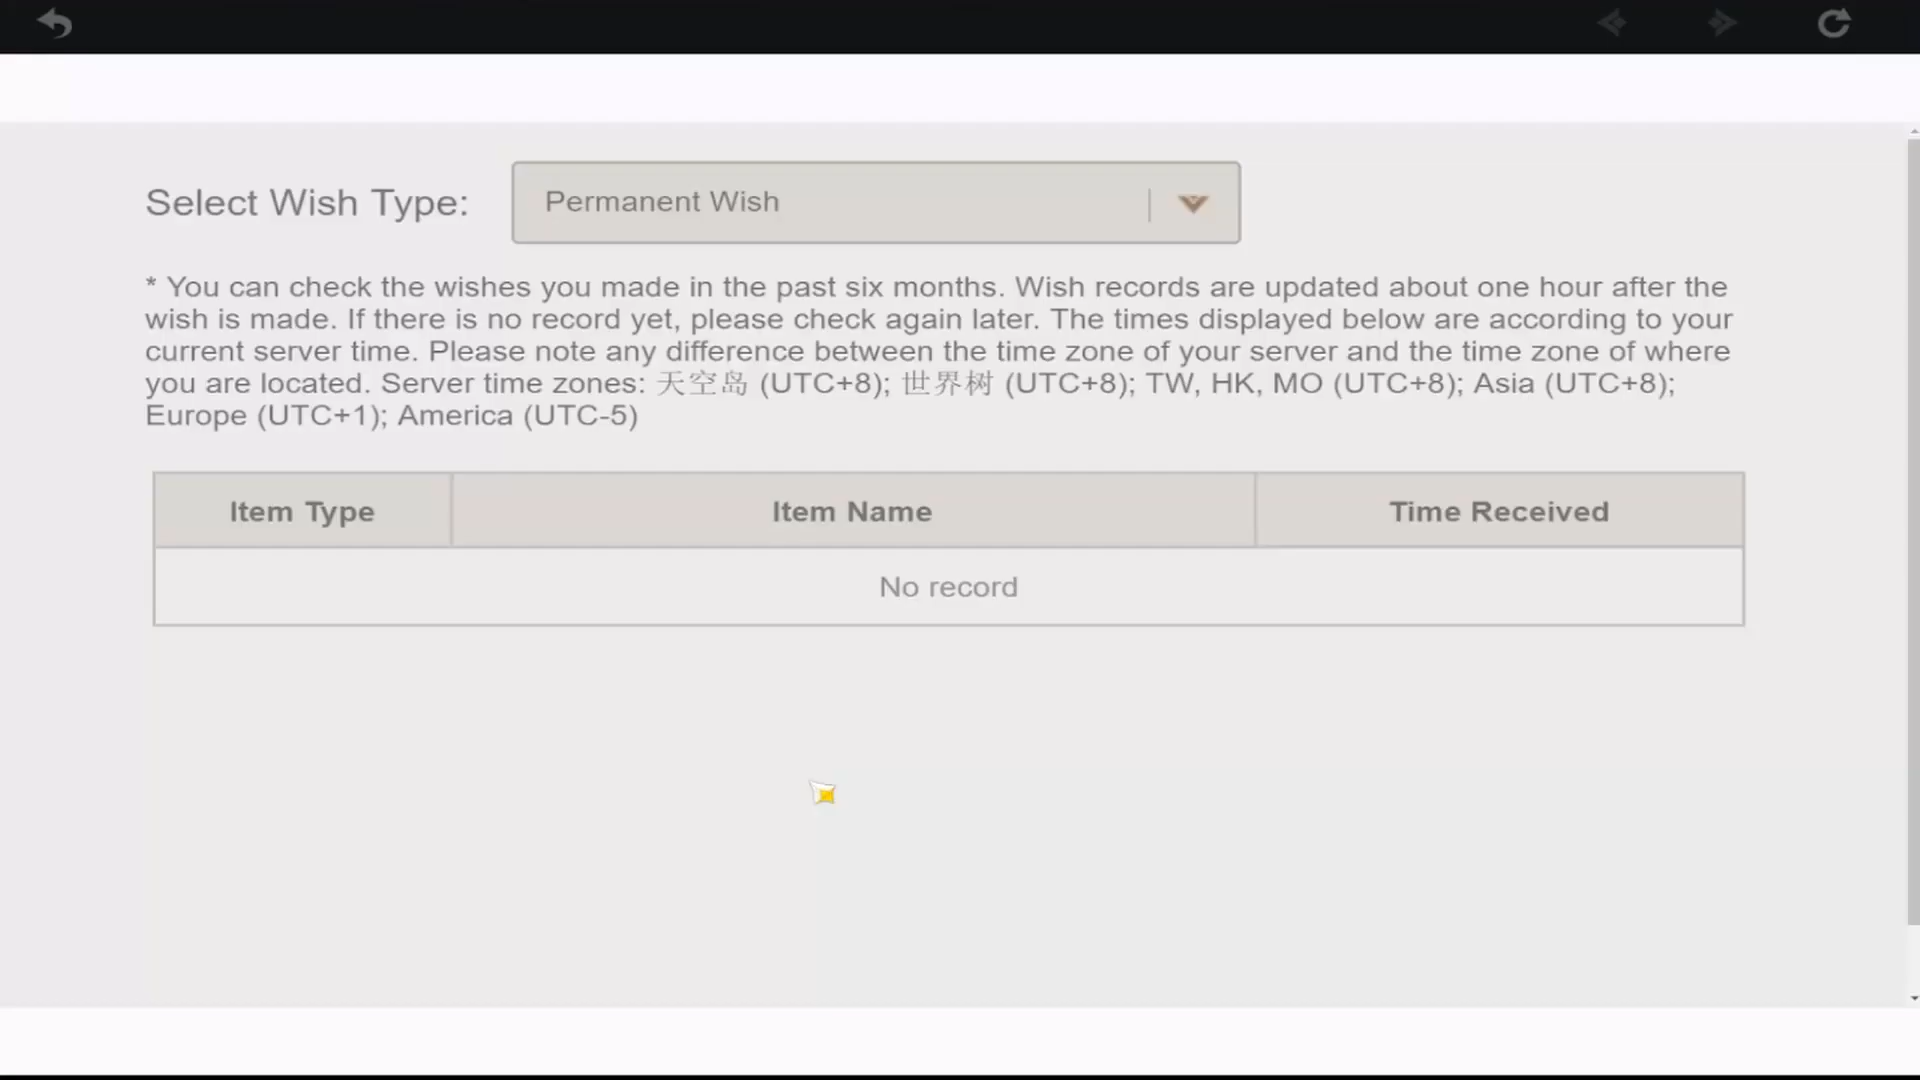 Select Wish Type:
Permanent Wish
* You can check the wishes you made in the past six months. Wish records are updated about one hour after the
wish is made. If there is no record yet, please check again later. The times displayed below are according to your
current server time. Please note any difference between the time zone of your server and the time zone of where
you are located. Server time zones: 天空岛 (UTC+8); 世界树 (UTC+8); TW, HK, MO (UTC+8); Asia (UTC+8);
Europe (UTC+1); America (UTC-5)
Item Type
Item Name
Time Received
No record